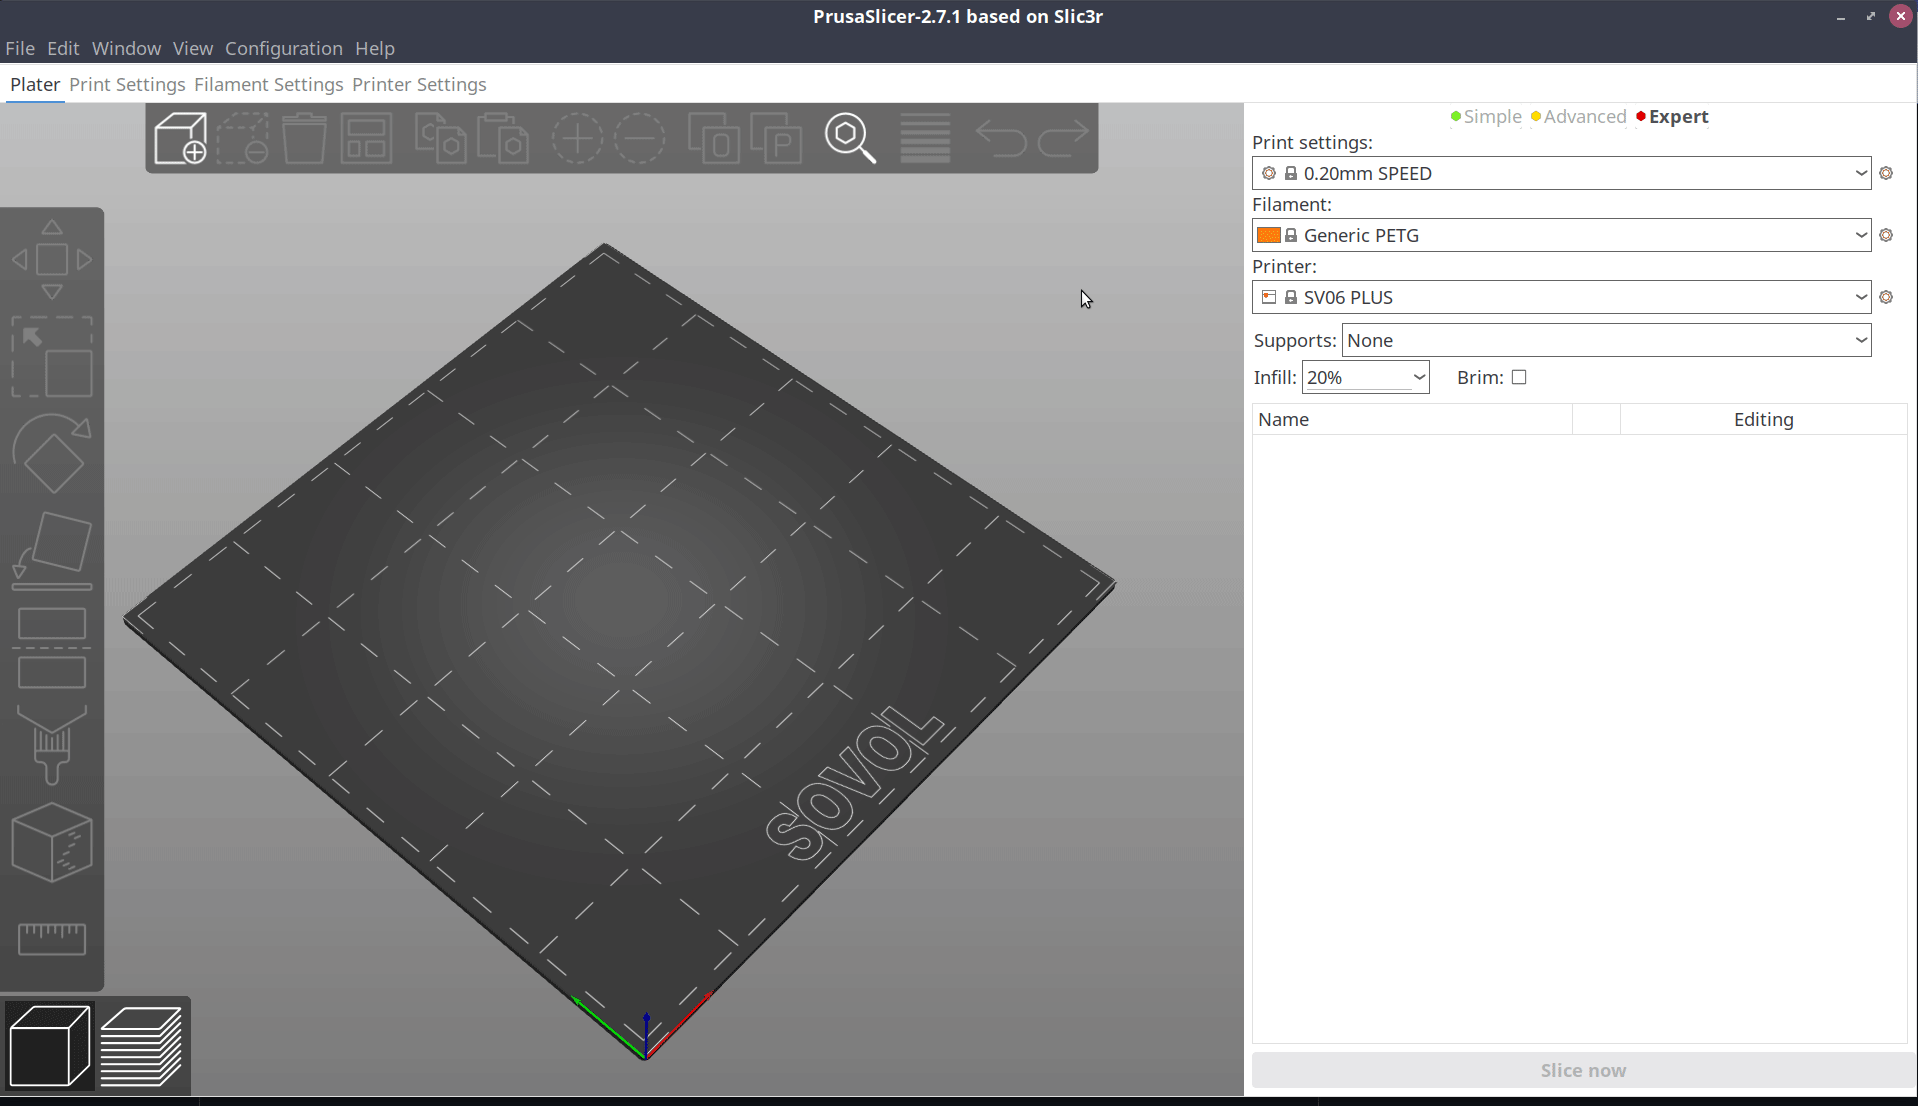 PrusaSlicer-2.7.1 based on Slic3r
File Edit Window View Configuration Help
Plater Print Settings Filament Settings Printer Settings
Simple Advanced Expert
Print settings:
0.20mm SPEED
Filament:
Generic PETG
Printer:
SV06 PLUS
Supports: None
Infill: 20% Brim:
Name Editing
SOVOL
Slice now